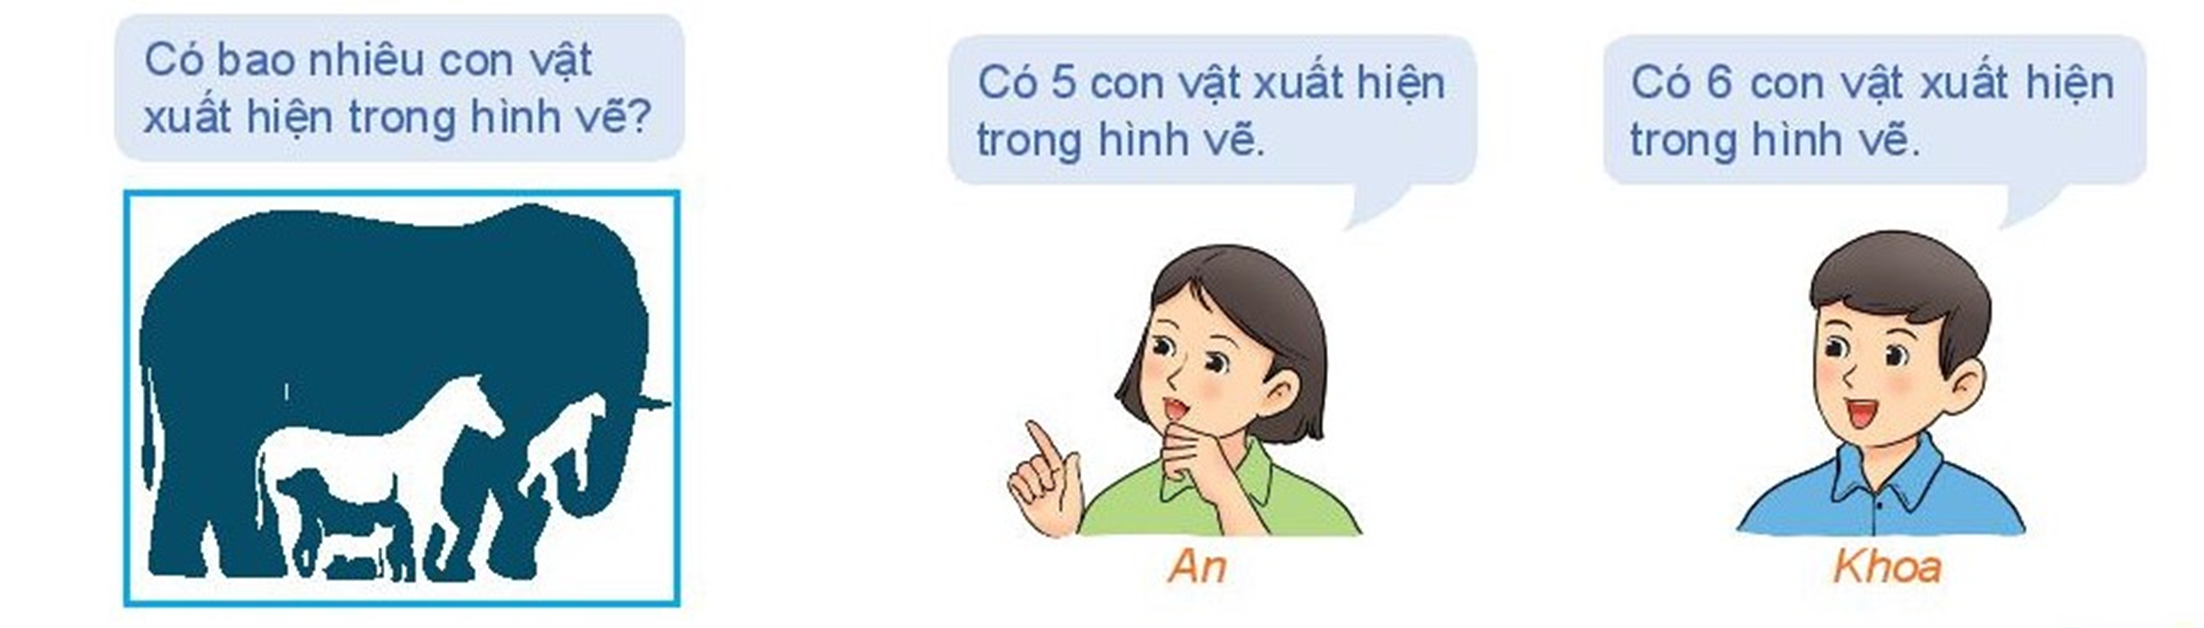 Có bao nhiêu con vật
xuất hiện trong hình vẽ?
Có 5 con vật xuất hiện
trong hình vẽ.
Có 6 con vật xuất hiện
trong hình vẽ.
An
Khoa